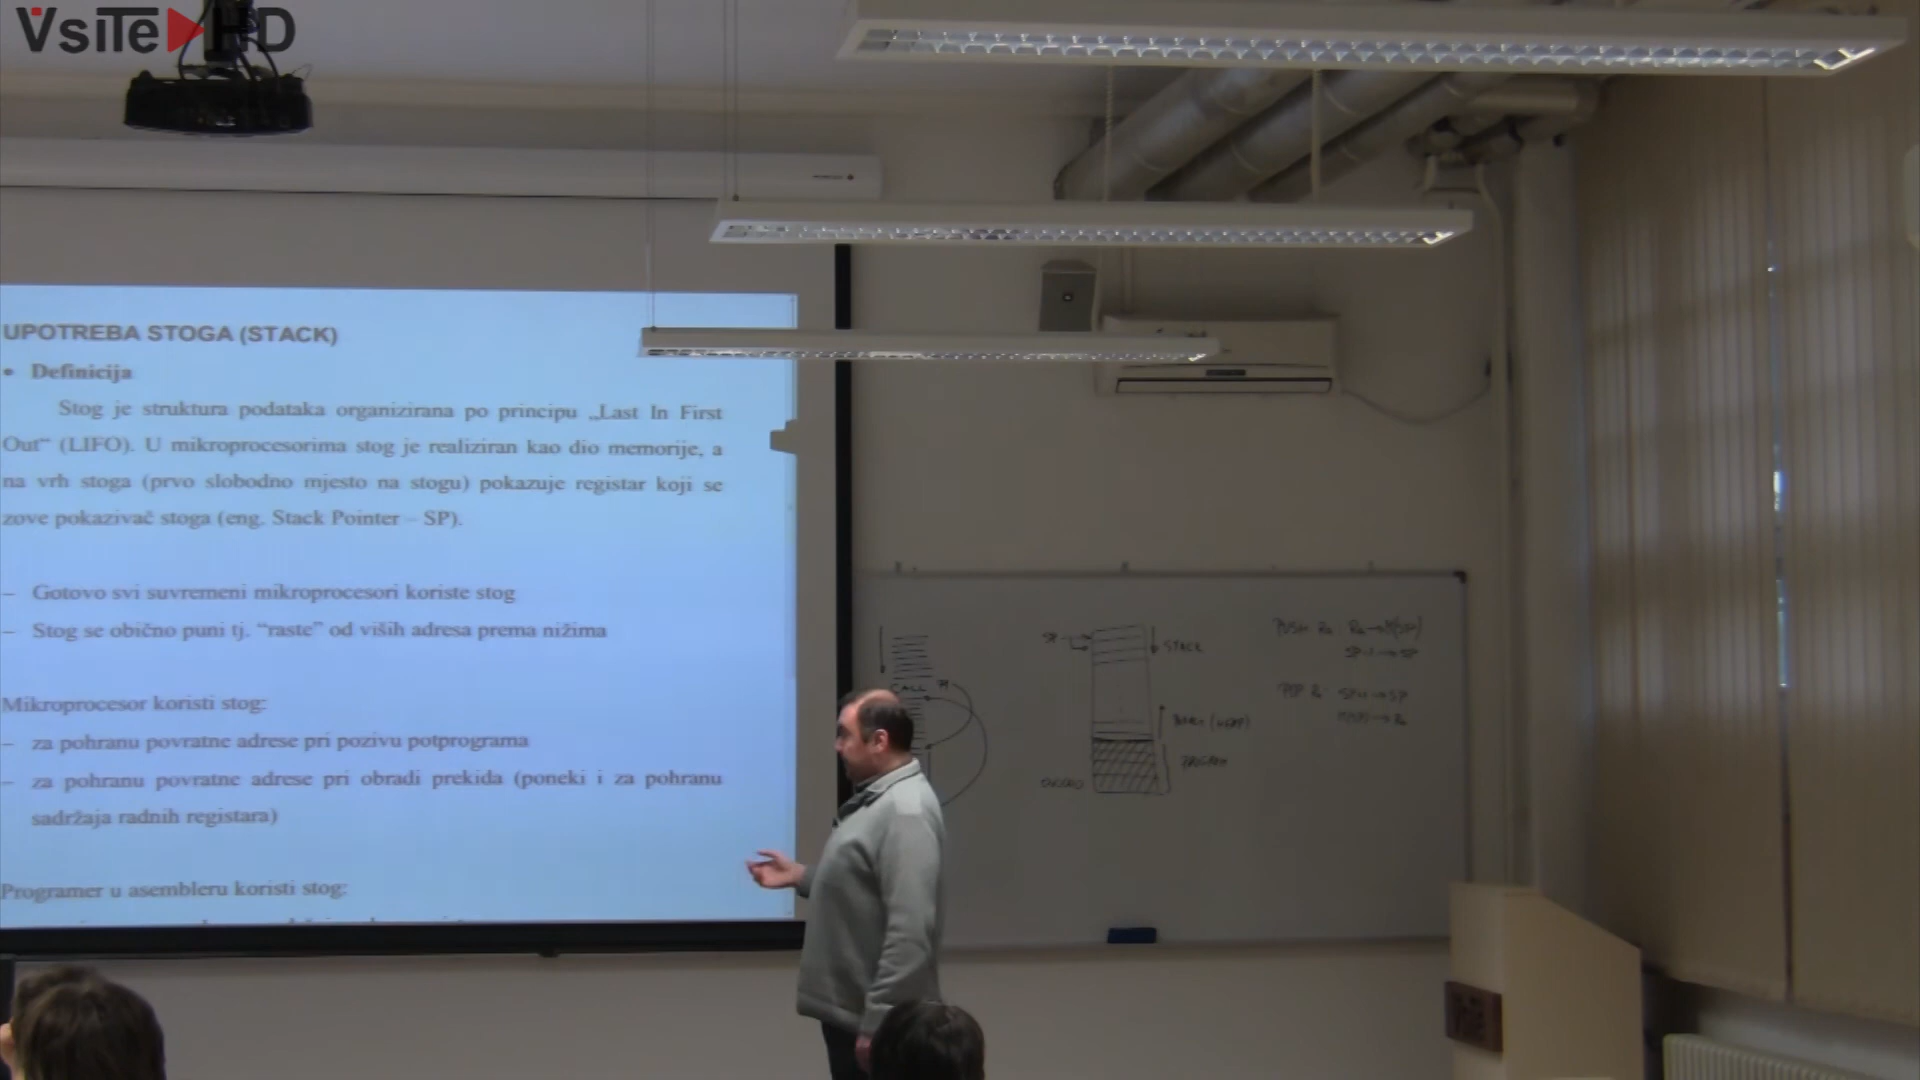 VsiTe HD
UPOTREBA STOGA (STACK)
• Definicija
Stog je struktura podataka organizirana po principu „Last In First
Out“ (LIFO). U mikroprocesorima stog je realiziran kao dio memorije, a
na vrh stoga (prvo slobodno mjesto na stogu) pokazuje registar koji se
zove pokazivač stoga (eng. Stack Pointer – SP).
– Gotovo svi suvremeni mikroprocesori koriste stog
– Stog se obično puni tj. “raste” od viših adresa prema nižima
Mikroprocesor koristi stog:
– za pohranu povratne adrese pri pozivu potprograma
– za pohranu povratne adrese pri obradi prekida (poneki i za pohranu
sadržaja radnih registara)
Programer u asembleru koristi stog:
CALL
SP
STACK
(HEAP)
PUSH
POP